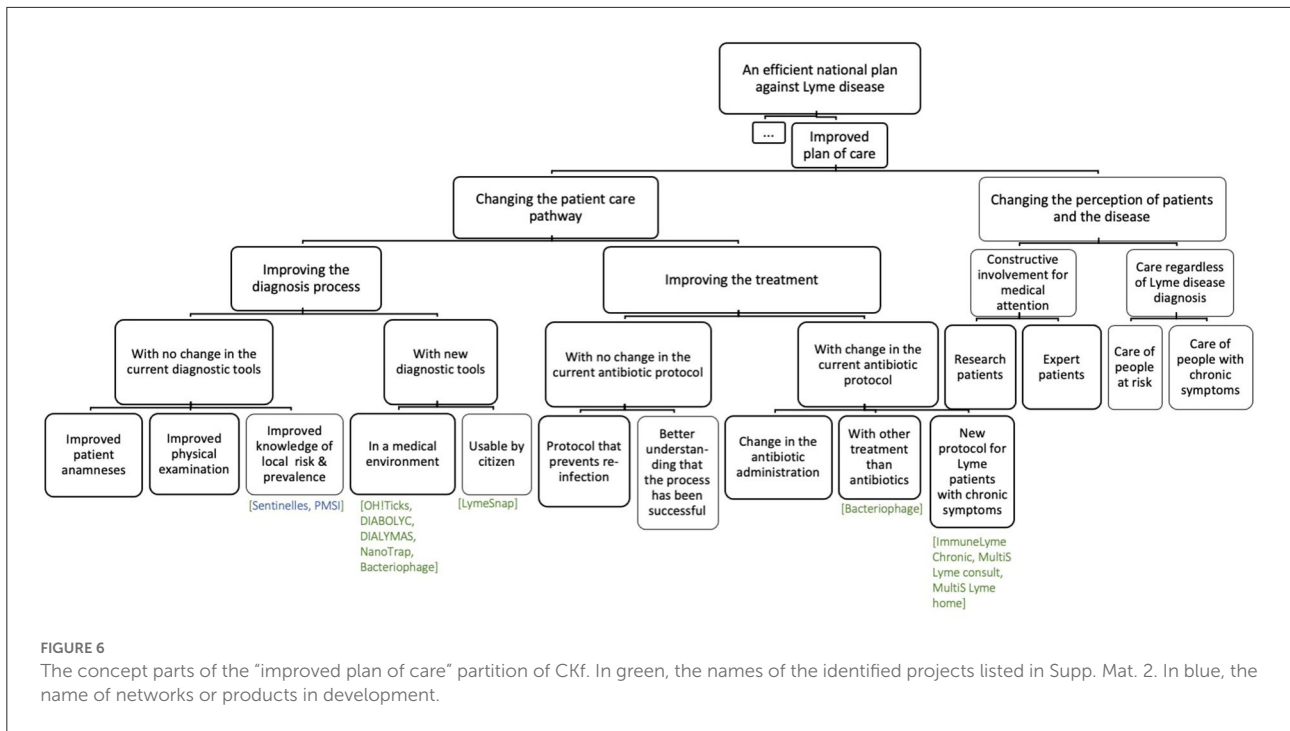 An efficient national plan
against Lyme disease
...
Improved
plan of care
Changing the patient care
pathway
Changing the perception of patients
and the disease
Improving the
diagnosis process
Improving the treatment
Constructive
involvement for
medical
attention
Care regardless
of Lyme disease
diagnosis
With no change in the
current diagnostic tools
With new
diagnostic tools
With no change in the
current antibiotic protocol
With change in the
current antibiotic
protocol
Research
patients
Expert
patients
Care of
people
at risk
Care of
people with
chronic
symptoms
Improved
patient
anamneses
Improved
physical
examination
Improved
knowledge of
local risk &
prevalence
[Sentinelles, PMSI]
In a medical
environment
[OH!Ticks,
DIABOLYC,
DIALYMAS,
NanoTrap,
Bacteriophage]
Usable by
citizen
[LymeSnap]
Protocol that
prevents re-
infection
Better
understan-
ding that
the process
has been
successful
Change in the
antibiotic
administration
With other
treatment
than
antibiotics
[Bacteriophage]
New
protocol for
Lyme
patients
with chronic
symptoms
[ImmuneLyme
Chronic, MultiS
Lyme consult,
MultiS Lyme
home]
FIGURE 6
The concept parts of the "improved plan of care" partition of CKf. In green, the names of the identified projects listed in Supp. Mat. 2. In blue, the
name of networks or products in development.